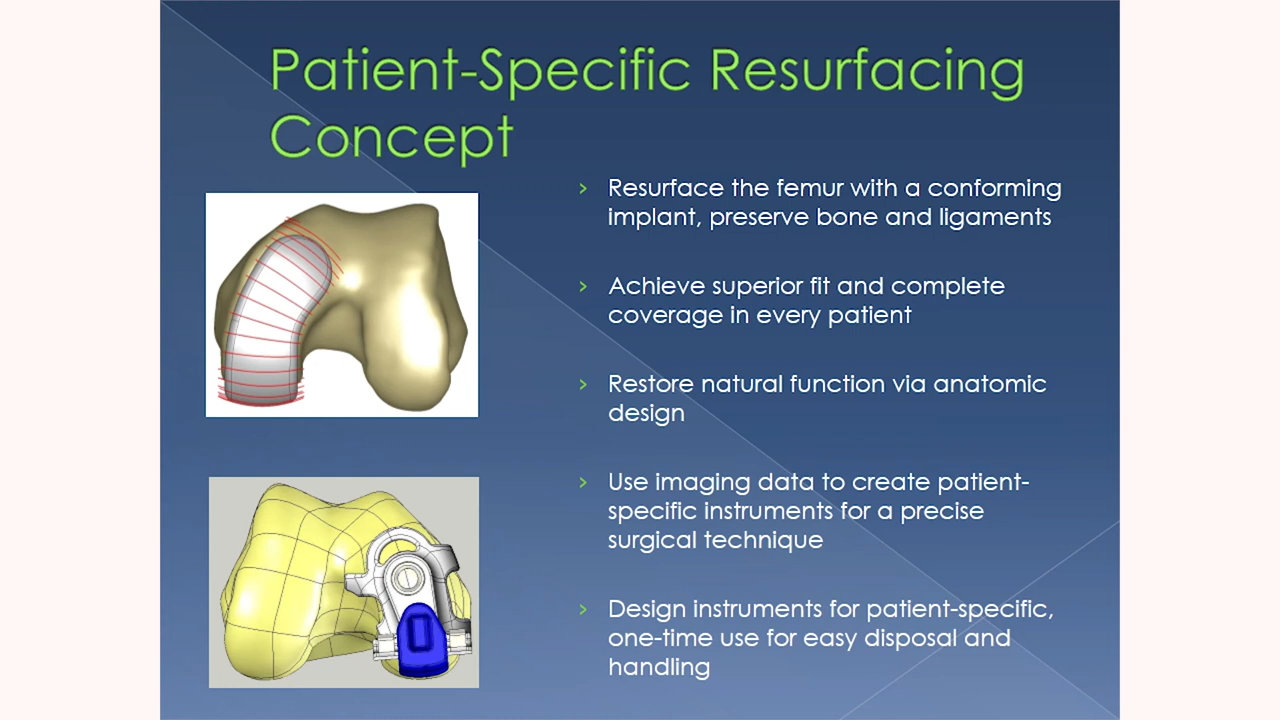 Patient-Specific Resurfacing
Concept
› Resurface the femur with a conforming
implant, preserve bone and ligaments
› Achieve superior fit and complete
coverage in every patient
› Restore natural function via anatomic
design
› Use imaging data to create patient-
specific instruments for a precise
surgical technique
› Design instruments for patient-specific,
one-time use for easy disposal and
handling